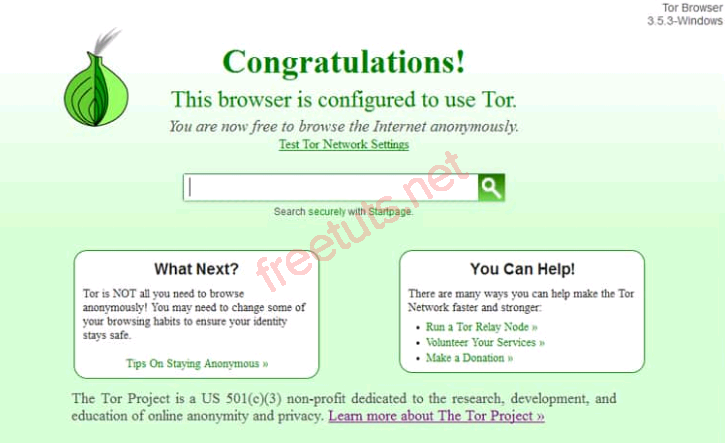 Tor Browser
3.5.3-Windows
Congratulations!
This browser is configured to use Tor.
You are now free to browse the Internet anonymously.
Test Tor Network Settings
Search securely with Startpage.
freetuts.net
What Next?
Tor is NOT all you need to browse
anonymously! You may need to change some of
your browsing habits to ensure your identity
stays safe.
Tips On Staying Anonymous »
You Can Help!
There are many ways you can help make the Tor
Network faster and stronger:
• Run a Tor Relay Node »
• Volunteer Your Services »
• Make a Donation »
The Tor Project is a US 501(c)(3) non-profit dedicated to the research, development, and
education of online anonymity and privacy. Learn more about The Tor Project »